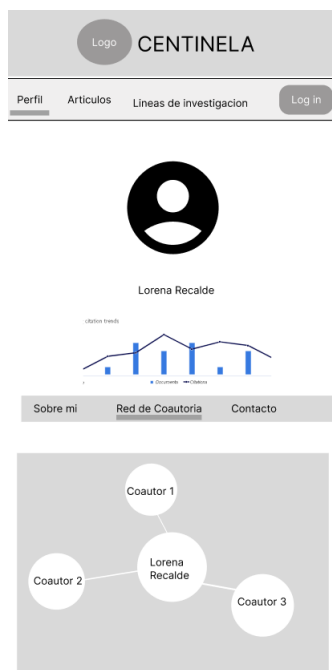 Logo
CENTINELA
Perfil
Articulos
Lineas de investigacion
Log in
Lorena Recalde
citation trends
Documents
Citations
Sobre mi
Red de Coautoria
Contacto
Coautor 1
Lorena
Recalde
Coautor 2
Coautor 3